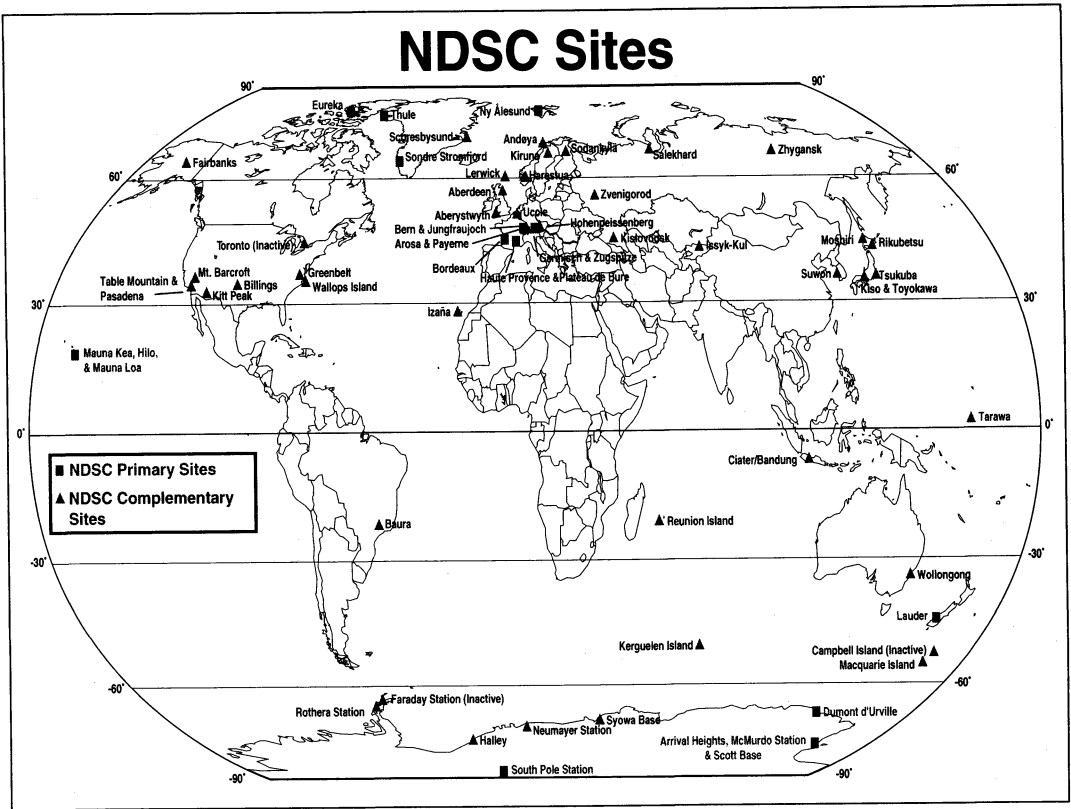 NDSC Sites
90°
90°
Eureka
Thule
Ny Ålesund
Scoresbysund
Andøya
Sodankyla
Salekhard
Zhygansk
Fairbanks
Sondre Stromfjord
Kiruna
60°
60°
Lerwick
Harestua
Aberdeen
Zvenigorod
Aberystwyth
Uccle
Hohenpeissenberg
Bern & Jungfraujoch
Toronto (Inactive)
Arosa & Payerne
Kislovodsk
Issyk-Kul
Moshiri
Rikubetsu
Garmisch & Zugspitze
Bordeaux
Haute Provence &Plateau de Bure
Mt. Barcroft
Greenbelt
Suwon
Tsukuba
Table Mountain &
Pasadena
Billings
Wallops Island
Kitt Peak
Kiso & Toyokawa
30°
30°
Izaña
Mauna Kea, Hilo,
& Mauna Loa
Tarawa
0°
0°
Ciater/Bandung
NDSC Primary Sites
NDSC Complementary
Sites
Baura
Reunion Island
-30°
-30°
Wollongong
Lauder
Kerguelen Island
Campbell Island (Inactive)
Macquarie Island
-60°
-60°
Faraday Station (Inactive)
Rothera Station
Dumont d'Urville
Syowa Base
Neumayer Station
Halley
Arrival Heights, McMurdo Station
& Scott Base
South Pole Station
-90°
-90°